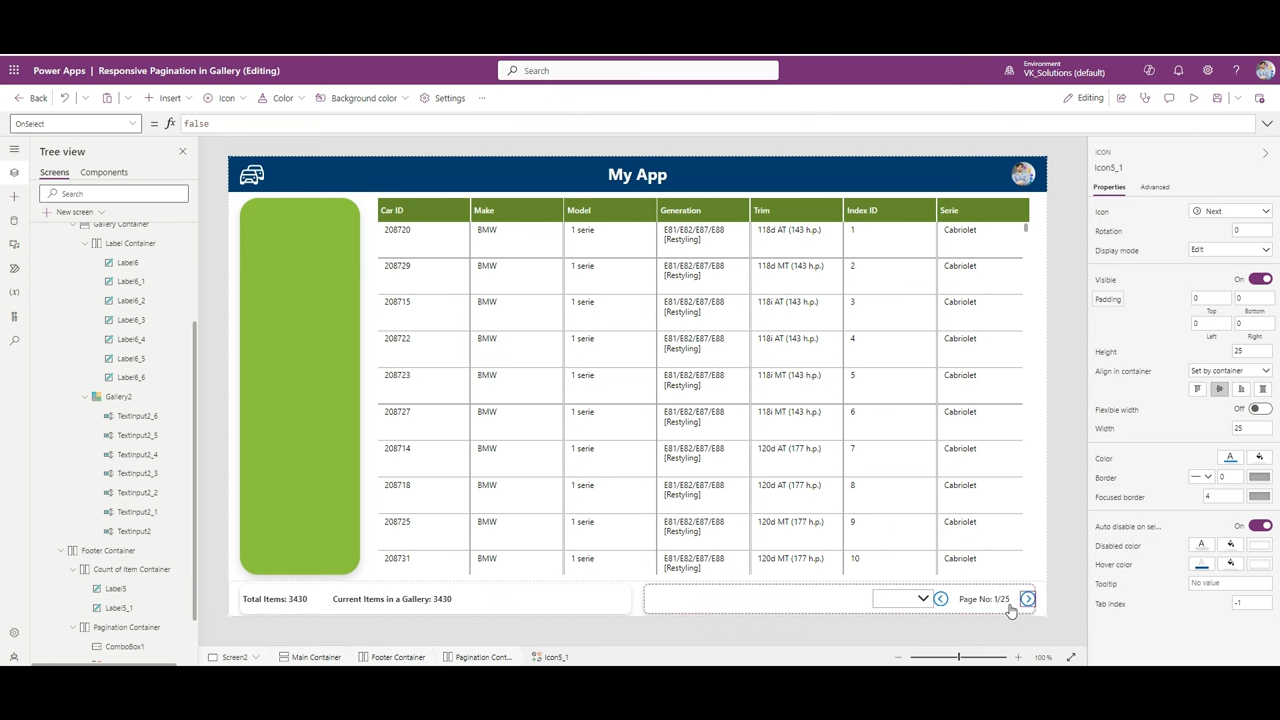 Power Apps | Responsive Pagination in Gallery (Editing)
Search
Environment
VK_Solutions (default)
Back
Insert
Icon
Color
Background color
Settings
Editing
OnSelect
= fx false
Tree view
Screens
Components
Search
New screen
Gallery Container
Label Container
Label6
Label6_1
Label6_2
Label6_3
Label6_4
Label6_5
Label6_6
Gallery2
TextInput2_6
TextInput2_5
TextInput2_4
TextInput2_3
TextInput2_2
TextInput2_1
TextInput2
Footer Container
Count of Item Container
Label5
Label5_1
Pagination Container
ComboBox1
My App
Car ID Make Model Generation Trim Index ID Serie
208720 BMW 1 serie E81/E82/E87/E88 118d AT (143 h.p.) 1 Cabriolet
[Restyling]
208729 BMW 1 serie E81/E82/E87/E88 118d MT (143 h.p.) 2 Cabriolet
[Restyling]
208715 BMW 1 serie E81/E82/E87/E88 118i AT (143 h.p.) 3 Cabriolet
[Restyling]
208722 BMW 1 serie E81/E82/E87/E88 118i AT (143 h.p.) 4 Cabriolet
[Restyling]
208723 BMW 1 serie E81/E82/E87/E88 118i MT (143 h.p.) 5 Cabriolet
[Restyling]
208727 BMW 1 serie E81/E82/E87/E88 118i MT (143 h.p.) 6 Cabriolet
[Restyling]
208714 BMW 1 serie E81/E82/E87/E88 120d AT (177 h.p.) 7 Cabriolet
[Restyling]
208718 BMW 1 serie E81/E82/E87/E88 120d AT (177 h.p.) 8 Cabriolet
[Restyling]
208725 BMW 1 serie E81/E82/E87/E88 120d MT (177 h.p.) 9 Cabriolet
[Restyling]
208731 BMW 1 serie E81/E82/E87/E88 120d MT (177 h.p.) 10 Cabriolet
[Restyling]
Total Items: 3430
Current Items in a Gallery: 3430
Page No: 1/25
Screen2
Main Container
Footer Container
Pagination Cont...
Icon5_1
100 %
ICON
Icon5_1
Properties
Advanced
Icon Next
Rotation 0
Display mode Edit
Visible On
Padding 0 0
Top Bottom
0 0
Left Right
Height 25
Align in container Set by container
Flexible width Off
Width 25
Color
Border 0
Focused border 4
Auto disable on sel... On
Disabled color
Hover color
Tooltip No value
Tab index -1